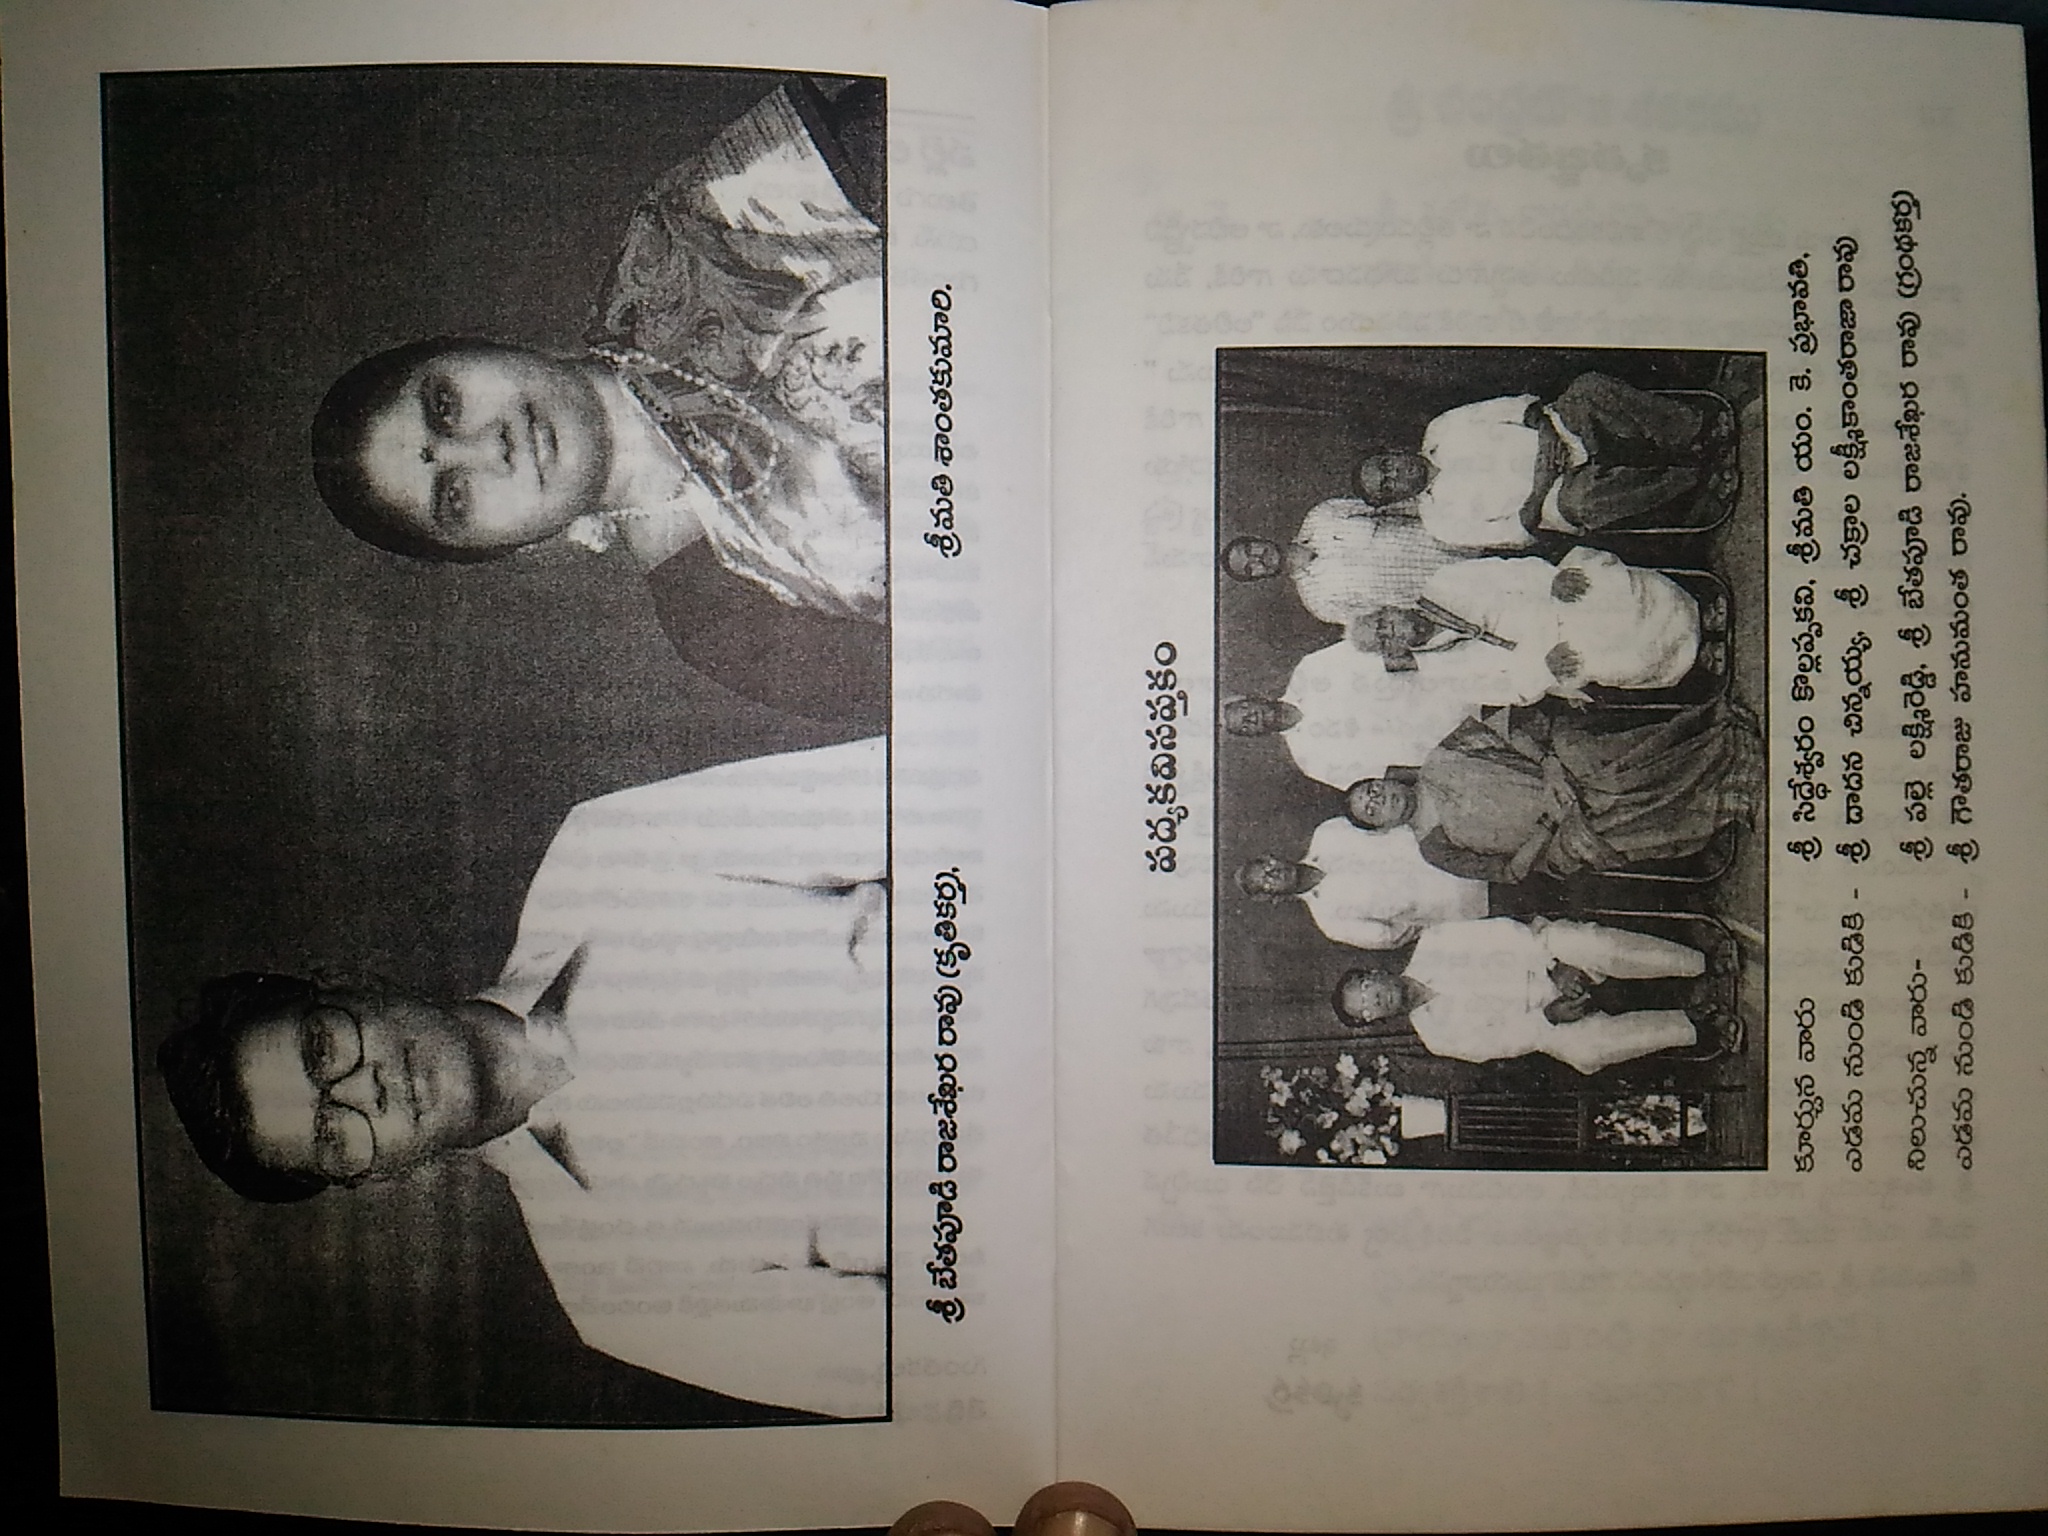 శ్రీ బేతపూడి రాజశేఖర రావు (కృతికర్త),
శ్రీమతి శాంతకుమారి.
పద్యకవిసప్తకం
కూర్చున వారు శ్రీ సిద్ధేశ్వరం కొల్లప్పకవి, శ్రీమతి యం. కె. ప్రభావతి,
ఎడమ నుండి కుడికి - శ్రీ దాదన చిన్నయ్య, శ్రీ చక్రాల లక్ష్మీకాంతరాజా రావు
నిలుచున్న వారు- శ్రీ పల్లె లక్ష్మిరెడ్డి, శ్రీ బేతపూడి రాజశేఖర రావు (గ్రంథకర్త)
ఎడమ నుండి కుడికి - శ్రీ గౌతరాజు హనుమంత రావు.